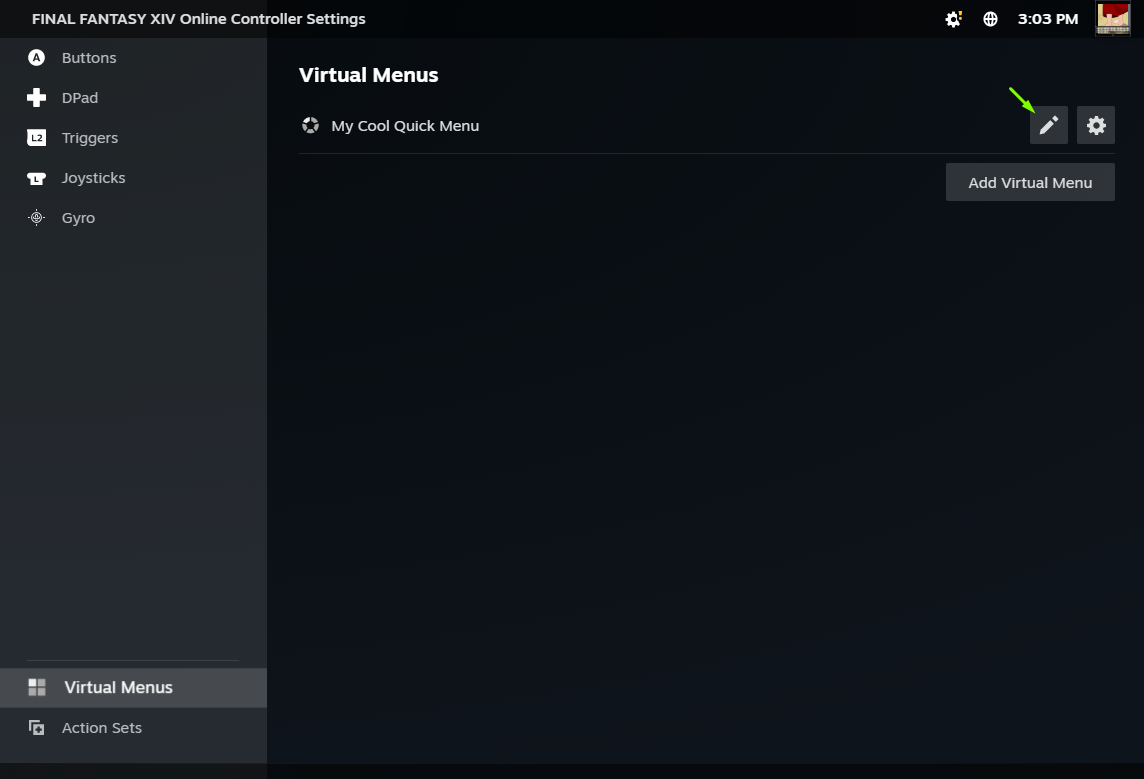 FINAL FANTASY XIV Online Controller Settings
3:03 PM
A Buttons
DPad
L2 Triggers
L Joysticks
Gyro
Virtual Menus
Action Sets
Virtual Menus
My Cool Quick Menu
Add Virtual Menu